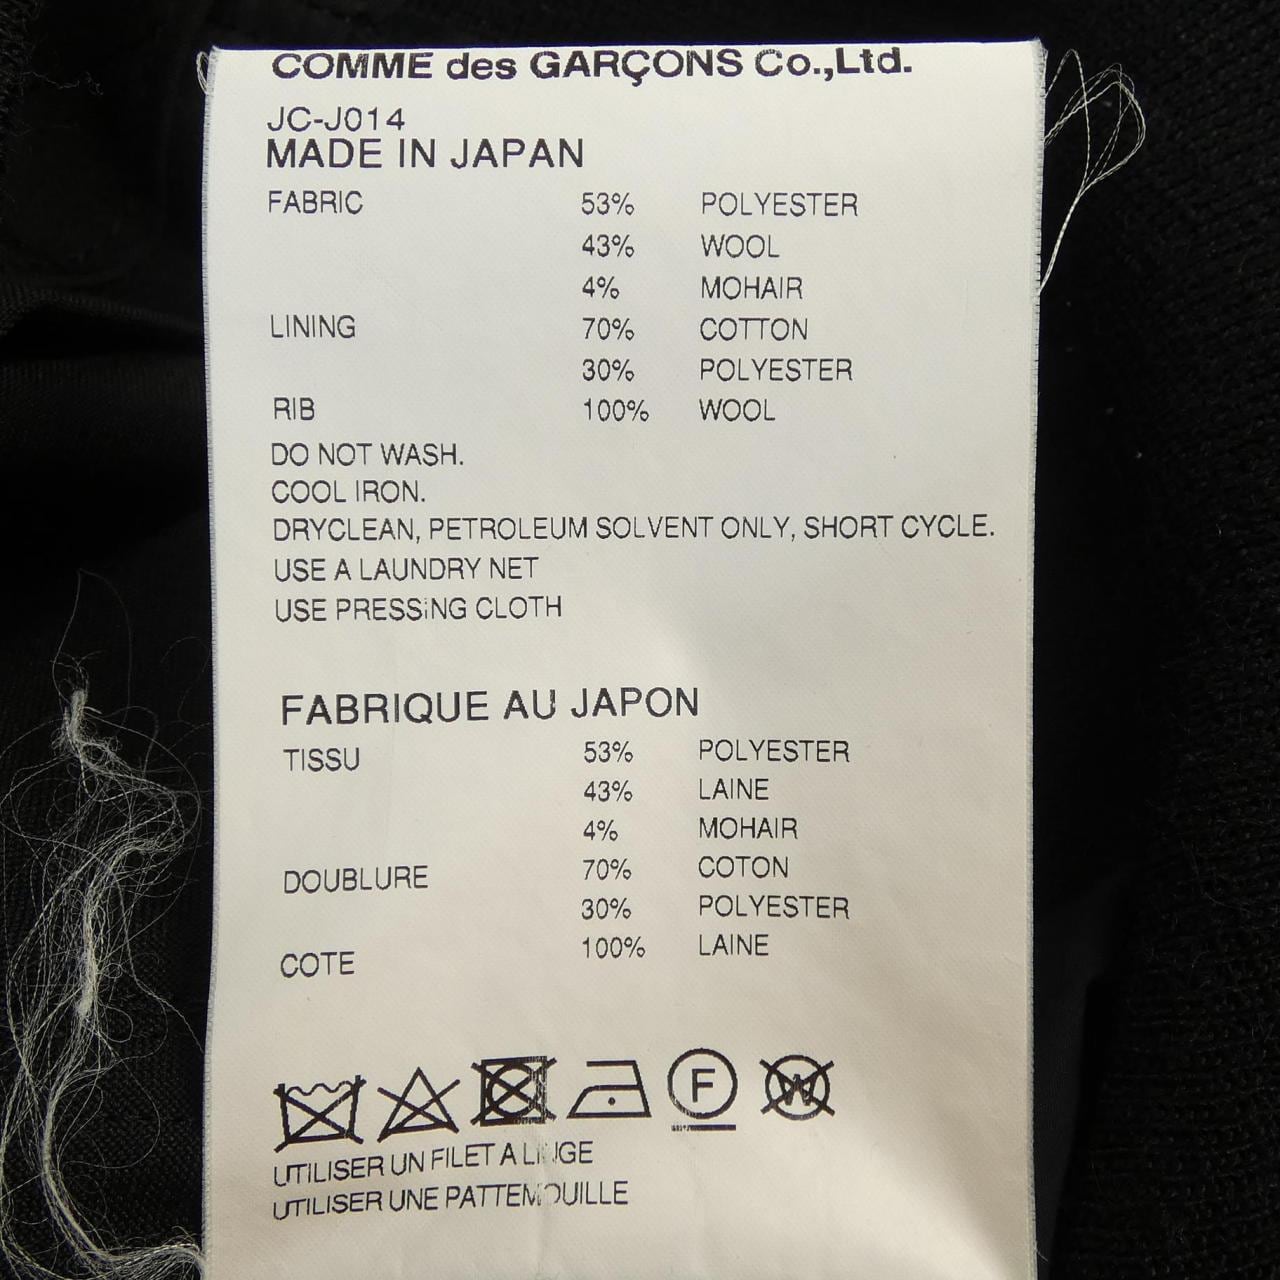 COMME des GARÇONS Co.,Ltd.
JC-J014
MADE IN JAPAN
FABRIC 53% POLYESTER
43% WOOL
4% MOHAIR
LINING 70% COTTON
30% POLYESTER
RIB 100% WOOL
DO NOT WASH.
COOL IRON.
DRYCLEAN, PETROLEUM SOLVENT ONLY, SHORT CYCLE.
USE A LAUNDRY NET
USE PRESSiNG CLOTH
FABRIQUE AU JAPON
TISSU 53% POLYESTER
43% LAINE
4% MOHAIR
DOUBLURE 70% COTON
30% POLYESTER
COTE 100% LAINE
F W
UTILISER UN FILET A LINGE
UTILISER UNE PATTEMOUILLE